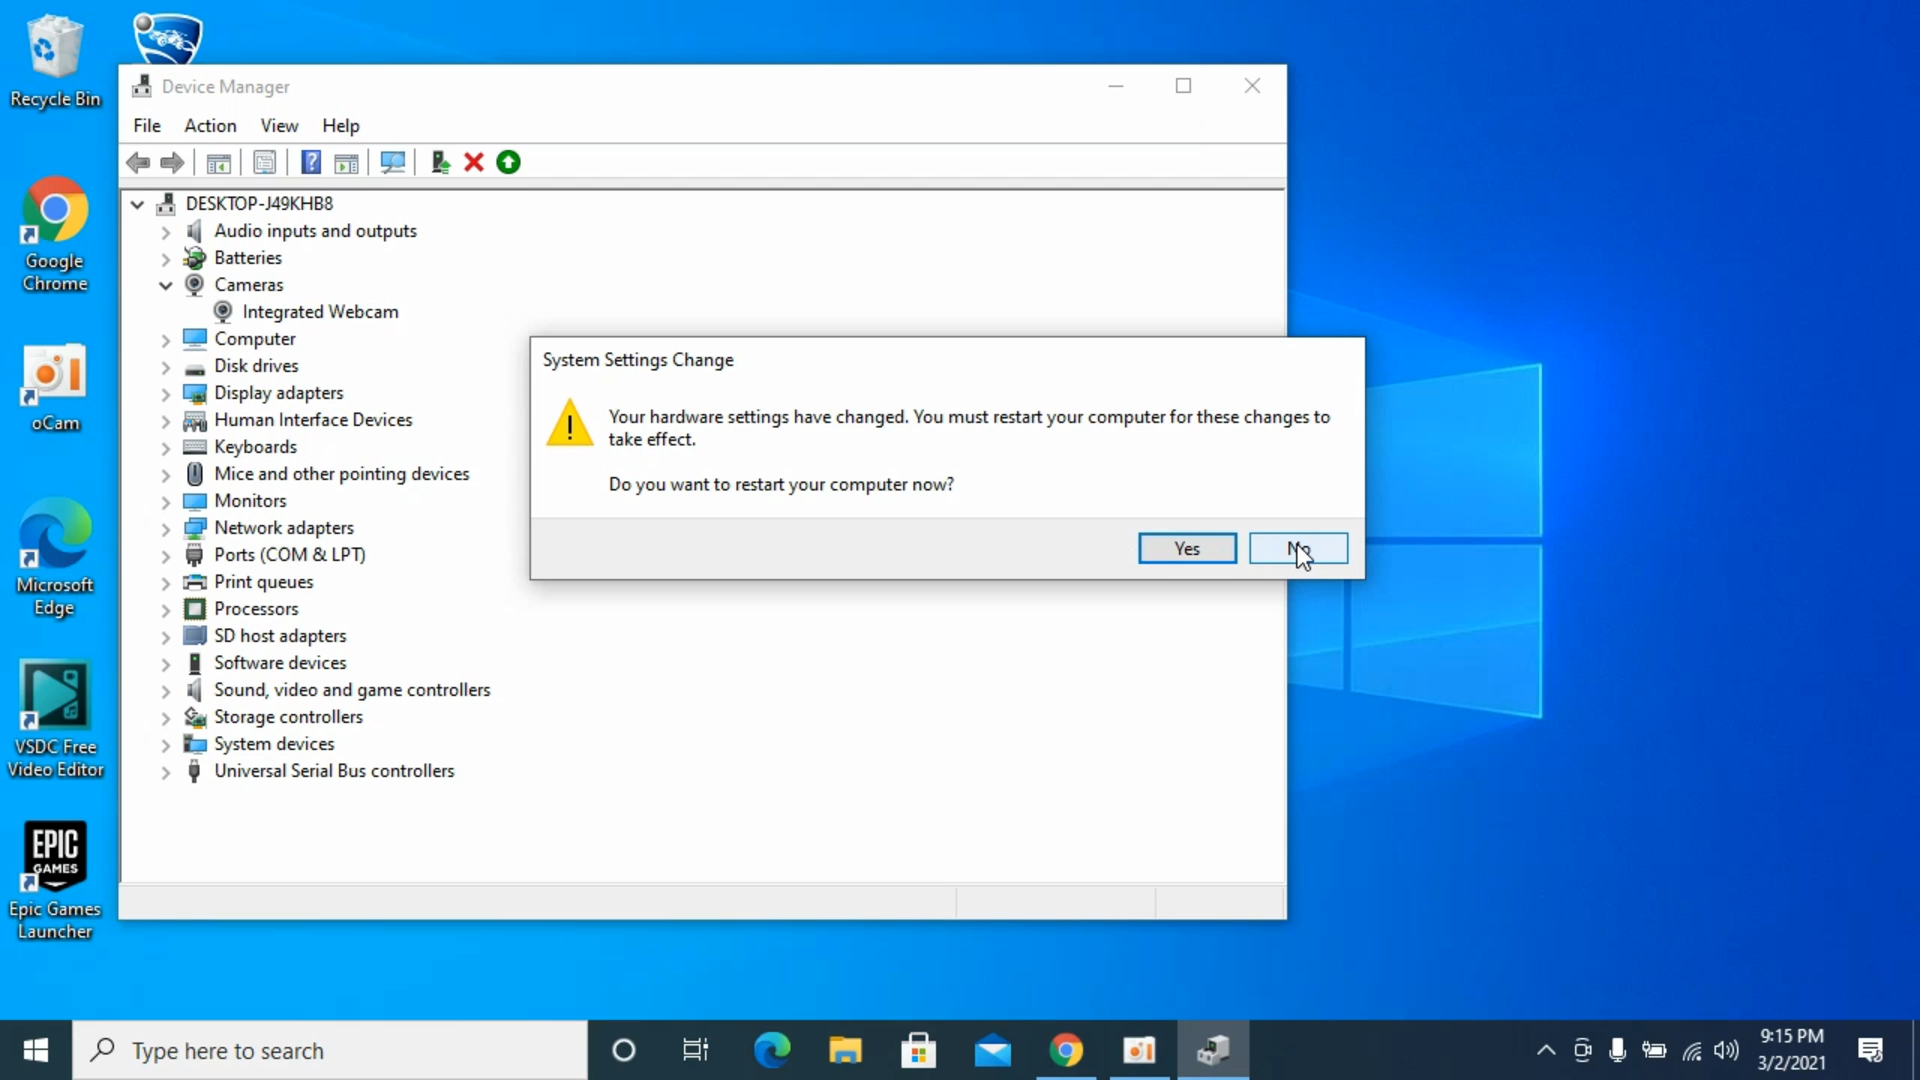 Recycle Bin
Google
Chrome
oCam
Microsoft
Edge
VSDC Free
Video Editor
EPIC
GAMES
Epic Games
Launcher
Device Manager
File Action View Help
DESKTOP-J49KHB8
Audio inputs and outputs
Batteries
Cameras
Integrated Webcam
Computer
Disk drives
Display adapters
Human Interface Devices
Keyboards
Mice and other pointing devices
Monitors
Network adapters
Ports (COM & LPT)
Print queues
Processors
SD host adapters
Software devices
Sound, video and game controllers
Storage controllers
System devices
Universal Serial Bus controllers
System Settings Change
Your hardware settings have changed. You must restart your computer for these changes to
take effect.
Do you want to restart your computer now?
Yes No
Type here to search
9:15 PM
3/2/2021